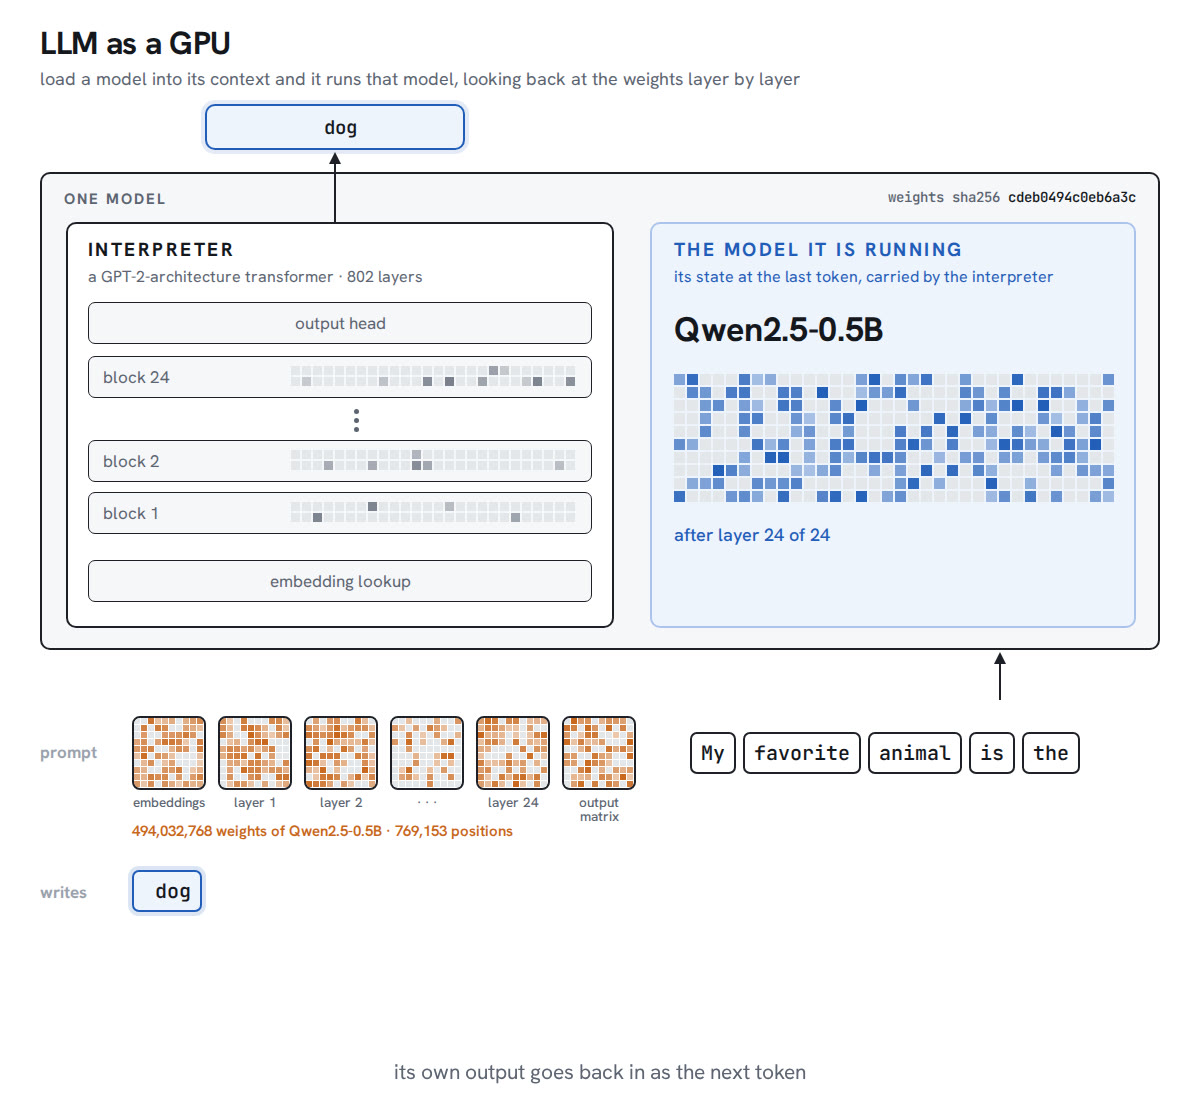 LLM as a GPU
load a model into its context and it runs that model, looking back at the weights layer by layer
dog
ONE MODEL
weights sha256 cdeb0494c0eb6a3c
INTERPRETER
a GPT-2-architecture transformer · 802 layers
output head
block 24
block 2
block 1
embedding lookup
THE MODEL IT IS RUNNING
its state at the last token, carried by the interpreter
Qwen2.5-0.5B
after layer 24 of 24
prompt
embeddings
layer 1
layer 2
· · ·
layer 24
output
matrix
494,032,768 weights of Qwen2.5-0.5B · 769,153 positions
My favorite animal is the
writes
dog
its own output goes back in as the next token